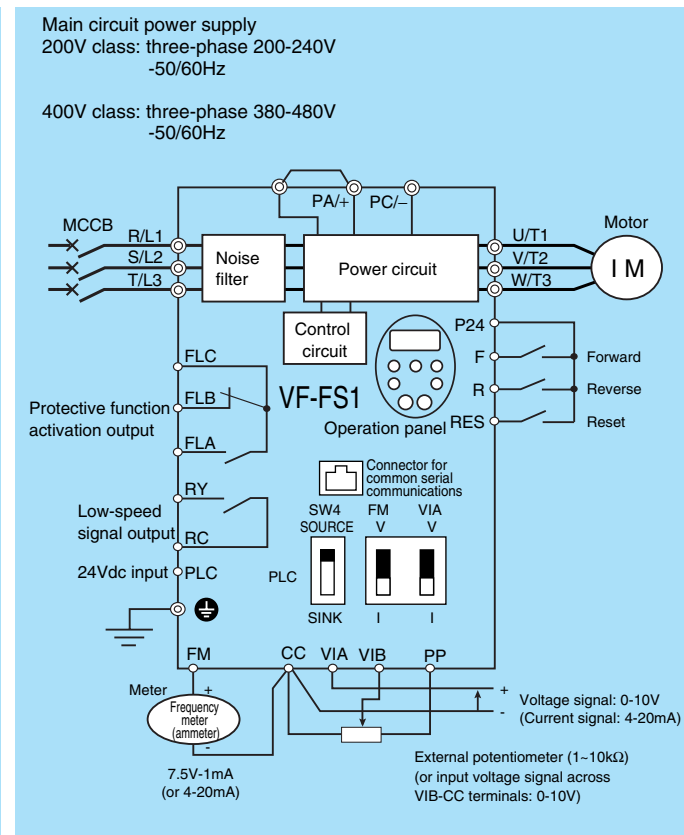 Main circuit power supply
200V class: three-phase 200-240V
-50/60Hz
400V class: three-phase 380-480V
-50/60Hz
PA/+ PC/−
MCCB
R/L1
S/L2
T/L3
Noise
filter
Power circuit
U/T1
V/T2
W/T3
Motor
I M
Control
circuit
P24
F
Forward
R
Reverse
RES
Reset
FLC
FLB
FLA
Protective function
activation output
VF-FS1
Operation panel
RY
RC
Low-speed
signal output
Connector for
common serial
communications
SW4 FM VIA
SOURCE V V
PLC
SINK I I
24Vdc input
PLC
FM CC VIA VIB PP
Meter
+
Frequency
meter
(ammeter)
-
7.5V-1mA
(or 4-20mA)
+
-
Voltage signal: 0-10V
(Current signal: 4-20mA)
External potentiometer (1~10kΩ)
(or input voltage signal across
VIB-CC terminals: 0-10V)